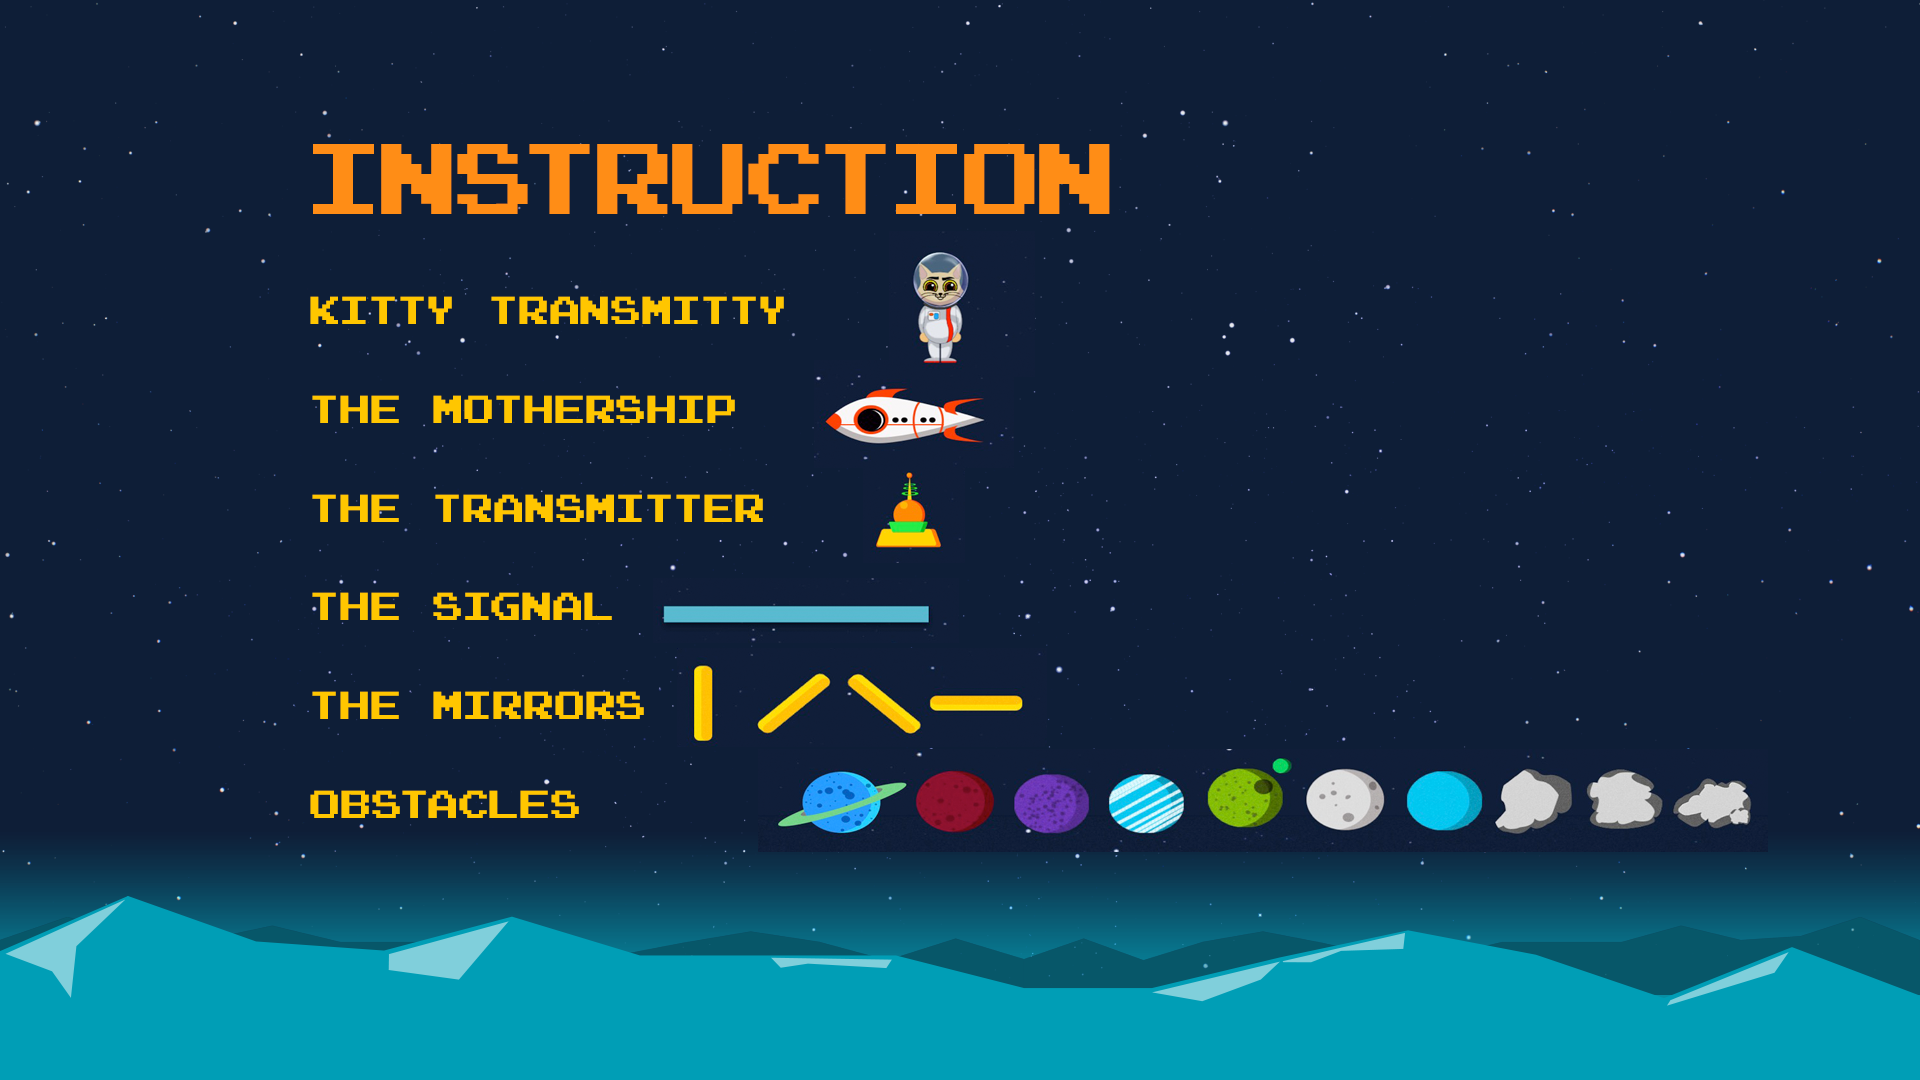 INSTRUCTION
KITTY TRANSMITTY
THE MOTHERSHIP
THE TRANSMITTER
THE SIGNAL
THE MIRRORS
OBSTACLES